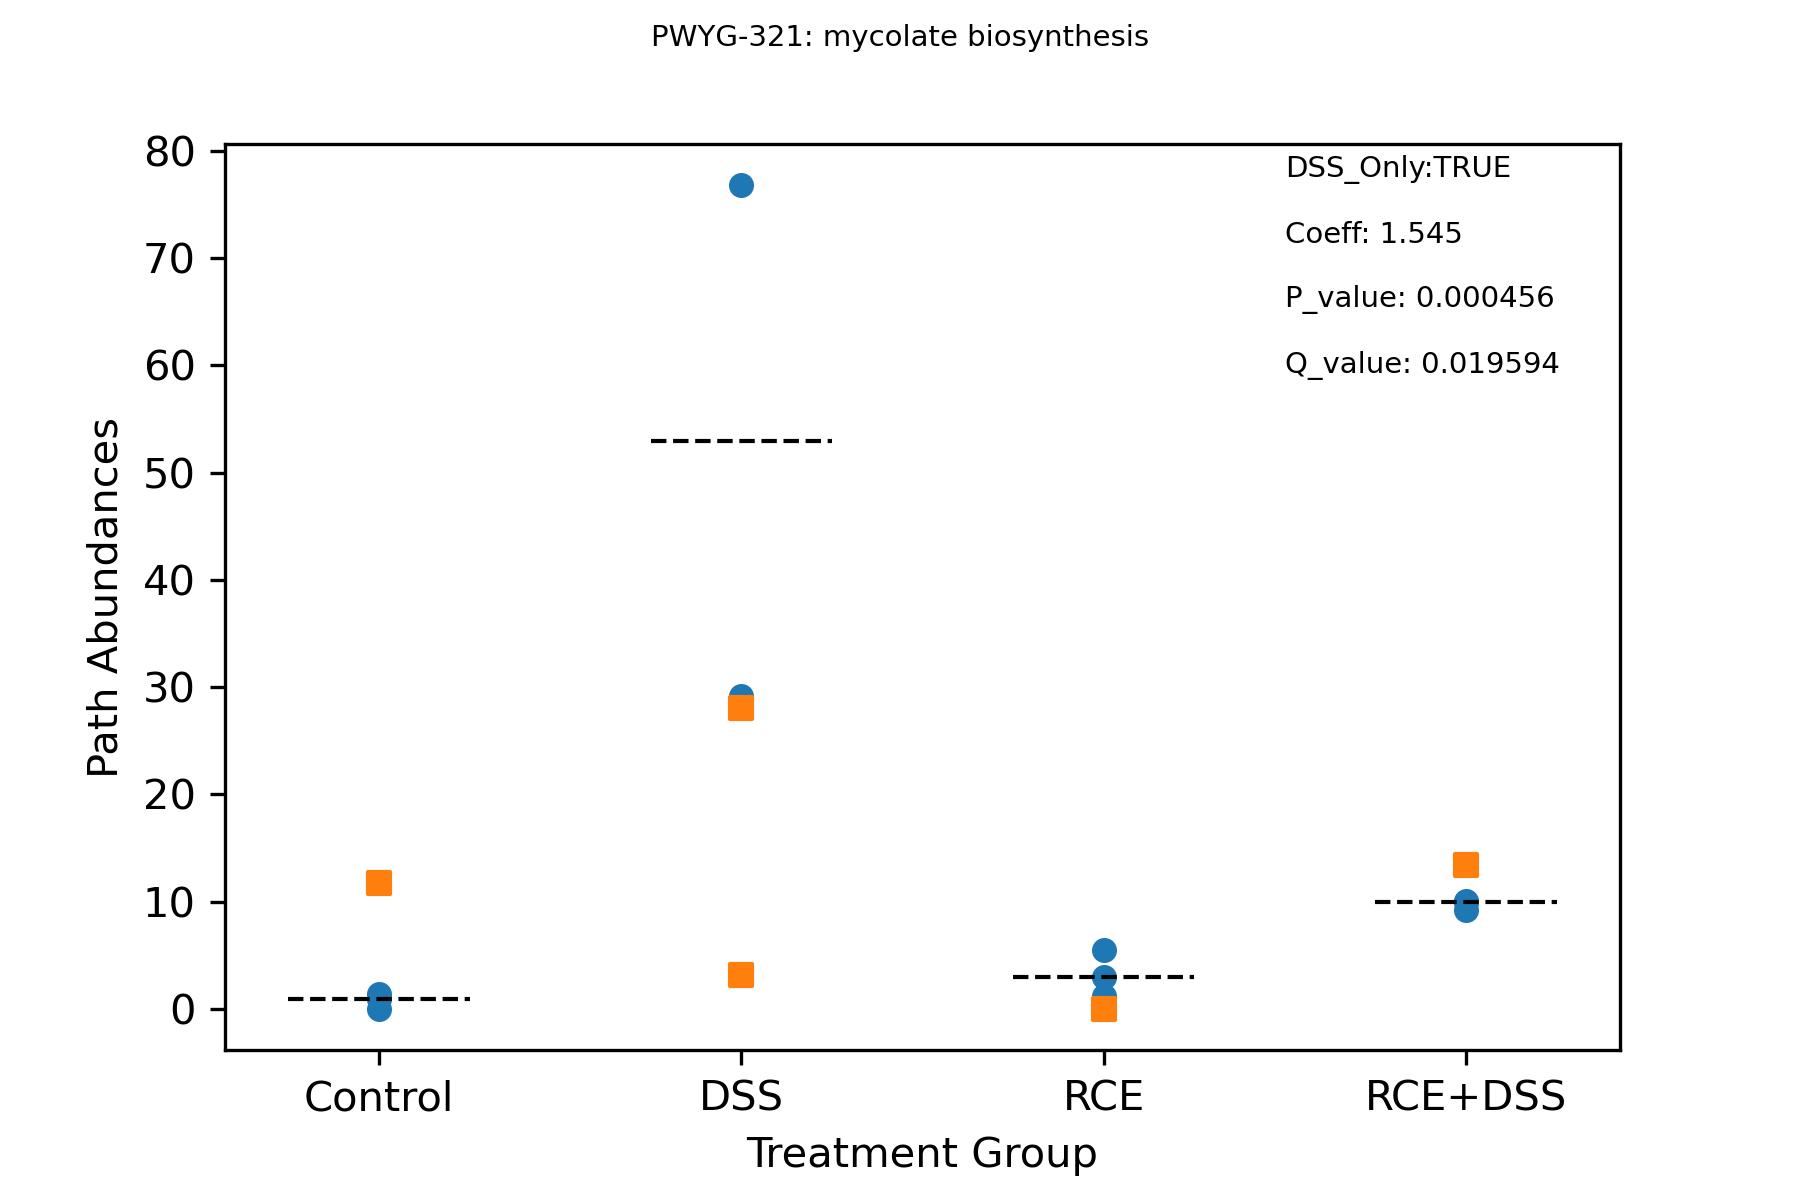 PWYG-321: mycolate biosynthesis
DSS_Only:TRUE
Coeff: 1.545
P_value: 0.000456
Q_value: 0.019594
Path Abundances
80
70
60
50
40
30
20
10
0
Control DSS RCE RCE+DSS
Treatment Group